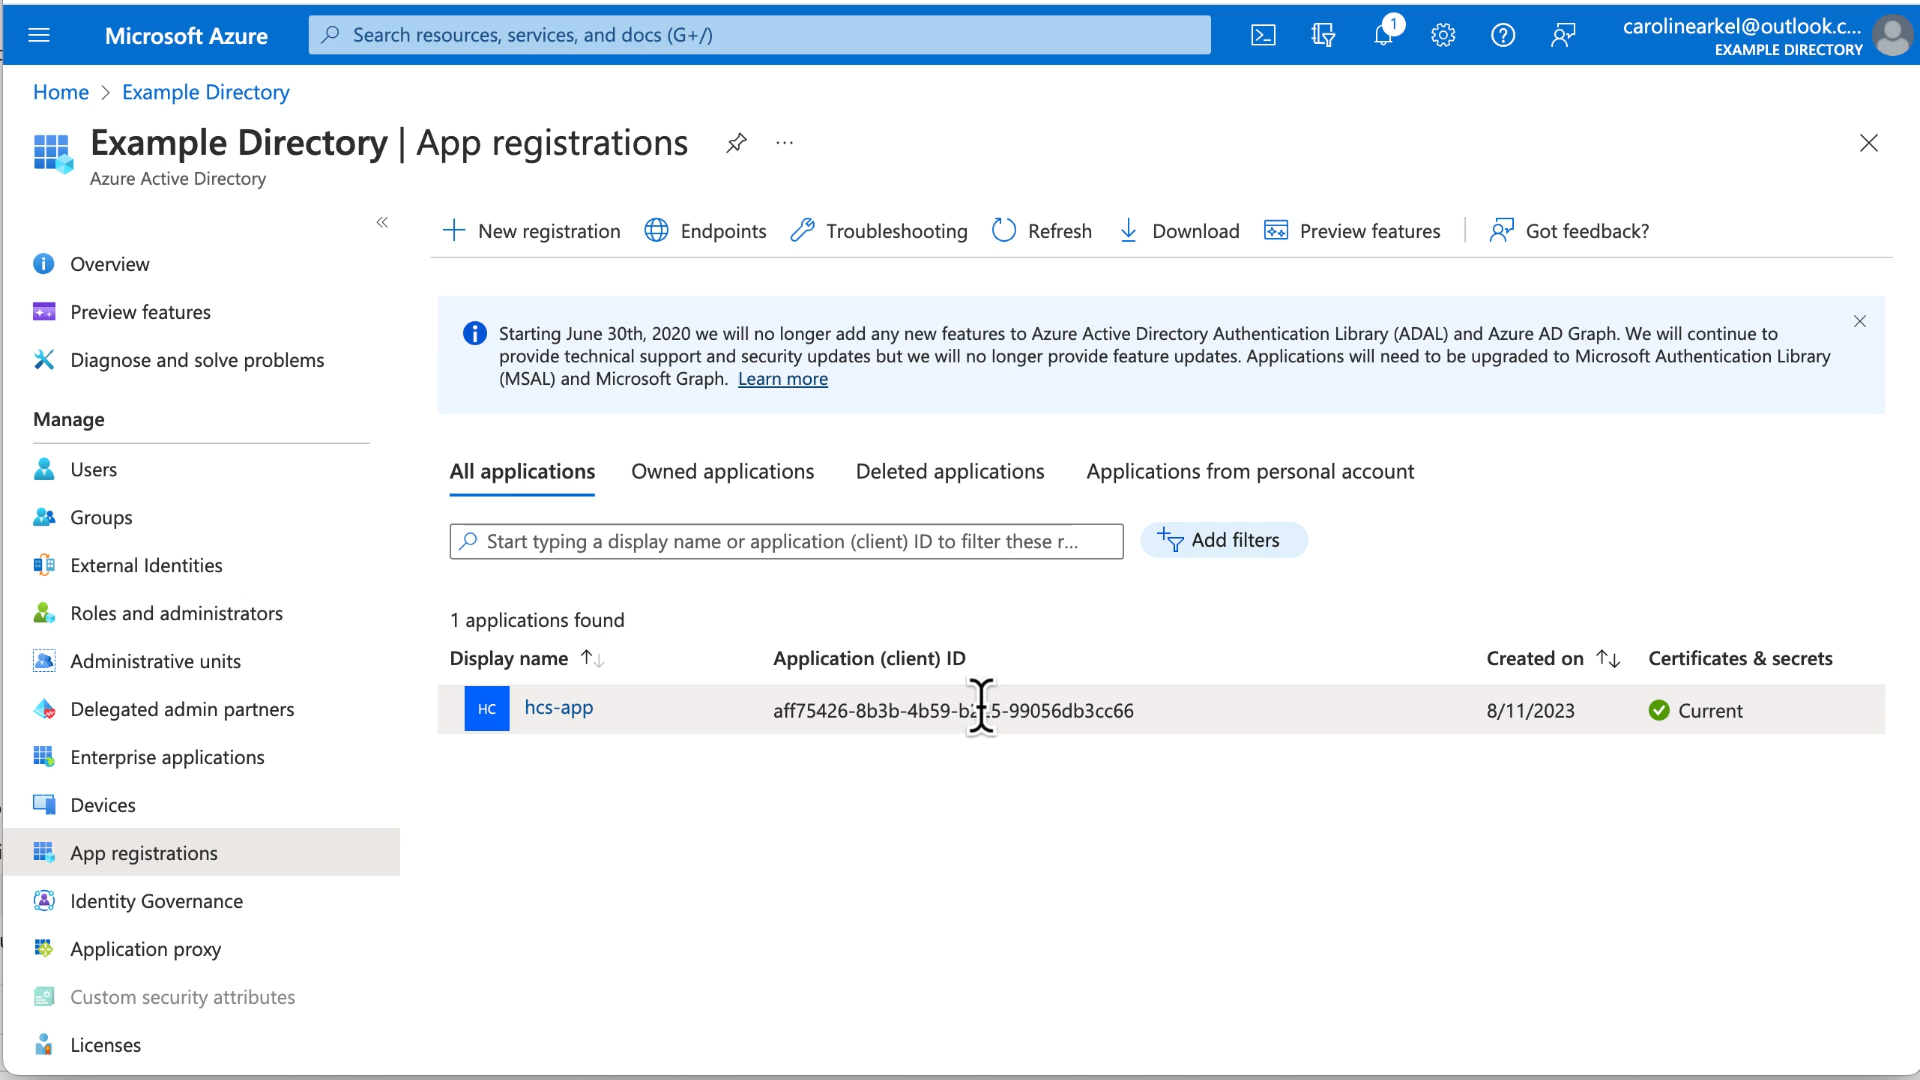 Microsoft Azure
Search resources, services, and docs (G+/)
1
carolinearkel@outlook.c...
EXAMPLE DIRECTORY
Home > Example Directory
Example Directory | App registrations
...
Azure Active Directory
«
New registration
Endpoints
Troubleshooting
Refresh
Download
Preview features
Got feedback?
Overview
Preview features
Diagnose and solve problems
Manage
Users
Groups
External Identities
Roles and administrators
Administrative units
Delegated admin partners
Enterprise applications
Devices
App registrations
Identity Governance
Application proxy
Custom security attributes
Licenses
Starting June 30th, 2020 we will no longer add any new features to Azure Active Directory Authentication Library (ADAL) and Azure AD Graph. We will continue to
provide technical support and security updates but we will no longer provide feature updates. Applications will need to be upgraded to Microsoft Authentication Library
(MSAL) and Microsoft Graph. Learn more
All applications
Owned applications
Deleted applications
Applications from personal account
Start typing a display name or application (client) ID to filter these r...
Add filters
1 applications found
Display name ↑↓
Application (client) ID
Created on ↑↓
Certificates & secrets
HC
hcs-app
8/11/2023
Current